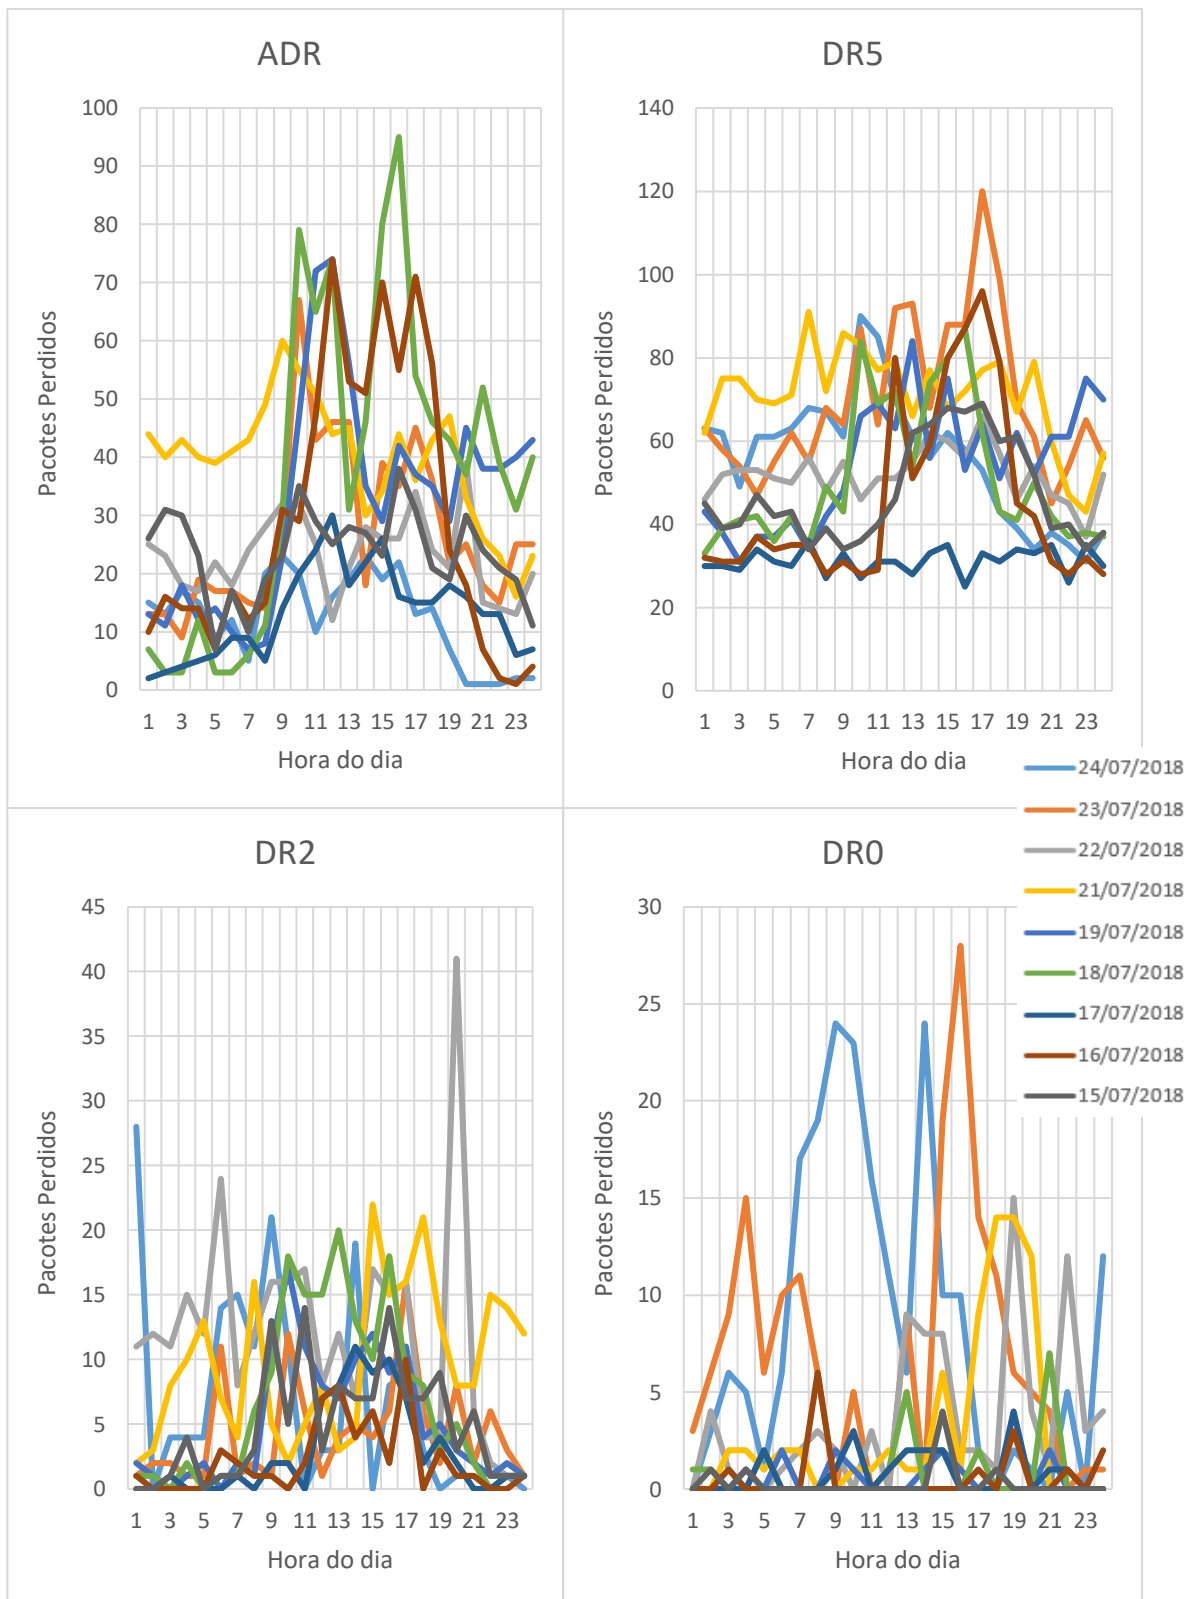 ADR
100
90
80
70
60
50
40
30
20
10
0
Pacotes Perdidos
1 3 5 7 9 11 13 15 17 19 21 23
Hora do dia
DR5
140
120
100
80
60
40
20
0
Pacotes Perdidos
1 3 5 7 9 11 13 15 17 19 21 23
Hora do dia
24/07/2018
23/07/2018
22/07/2018
21/07/2018
19/07/2018
18/07/2018
17/07/2018
16/07/2018
15/07/2018
DR2
45
40
35
30
25
20
15
10
5
0
Pacotes Perdidos
1 3 5 7 9 11 13 15 17 19 21 23
Hora do dia
DR0
30
25
20
15
10
5
0
Pacotes Perdidos
1 3 5 7 9 11 13 15 17 19 21 23
Hora do dia